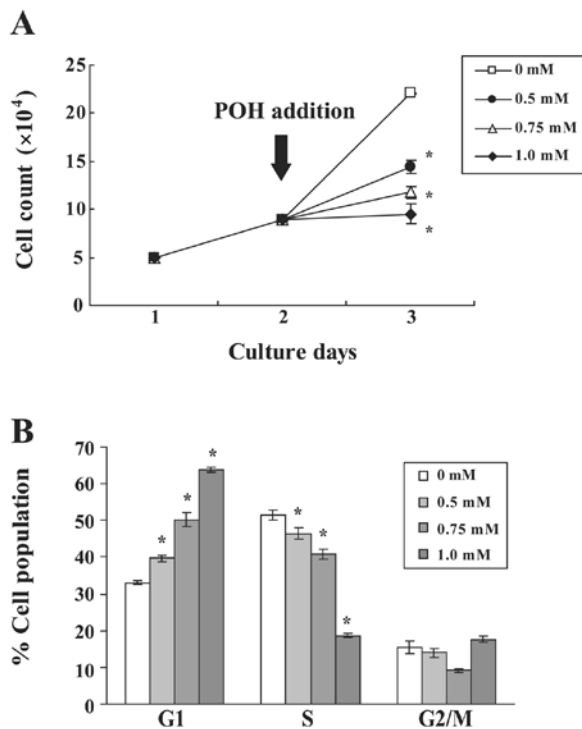 A
Cell count (×10⁴)
25
20
15
10
5
0
POH addition
*
*
*
1 2 3
Culture days
0 mM
0.5 mM
0.75 mM
1.0 mM
B
% Cell population
70
60
50
40
30
20
10
0
* * *
* * *
G1 S G2/M
0 mM
0.5 mM
0.75 mM
1.0 mM